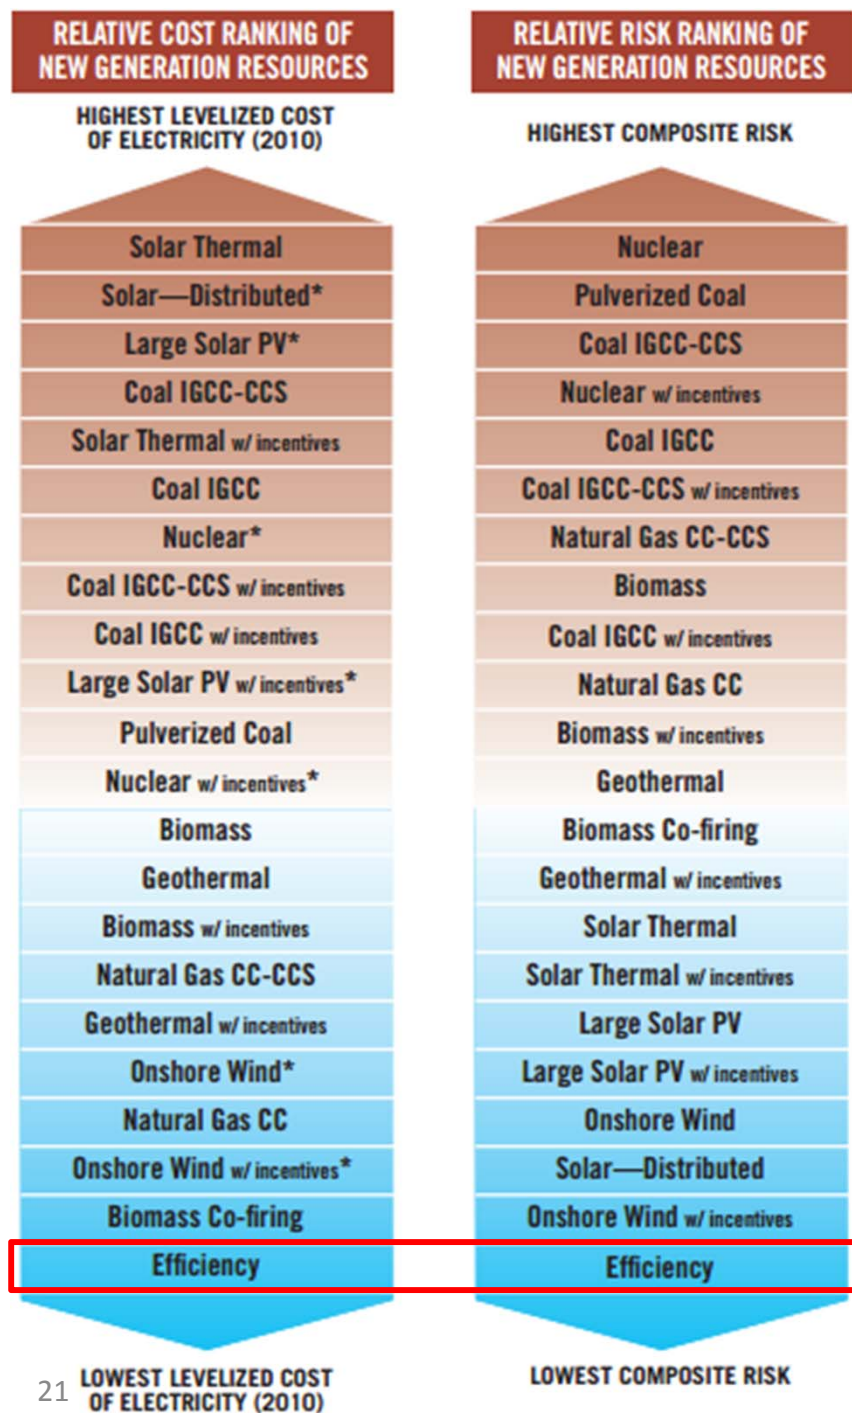 RELATIVE COST RANKING OF
NEW GENERATION RESOURCES
HIGHEST LEVELIZED COST
OF ELECTRICITY (2010)
Solar Thermal
Solar—Distributed*
Large Solar PV*
Coal IGCC-CCS
Solar Thermal w/ incentives
Coal IGCC
Nuclear*
Coal IGCC-CCS w/ incentives
Coal IGCC w/ incentives
Large Solar PV w/ incentives*
Pulverized Coal
Nuclear w/ incentives*
Biomass
Geothermal
Biomass w/ incentives
Natural Gas CC-CCS
Geothermal w/ incentives
Onshore Wind*
Natural Gas CC
Onshore Wind w/ incentives*
Biomass Co-firing
Efficiency
LOWEST LEVELIZED COST
OF ELECTRICITY (2010)
RELATIVE RISK RANKING OF
NEW GENERATION RESOURCES
HIGHEST COMPOSITE RISK
Nuclear
Pulverized Coal
Coal IGCC-CCS
Nuclear w/ incentives
Coal IGCC
Coal IGCC-CCS w/ incentives
Natural Gas CC-CCS
Biomass
Coal IGCC w/ incentives
Natural Gas CC
Biomass w/ incentives
Geothermal
Biomass Co-firing
Geothermal w/ incentives
Solar Thermal
Solar Thermal w/ incentives
Large Solar PV
Large Solar PV w/ incentives
Onshore Wind
Solar—Distributed
Onshore Wind w/ incentives
Efficiency
LOWEST COMPOSITE RISK
21